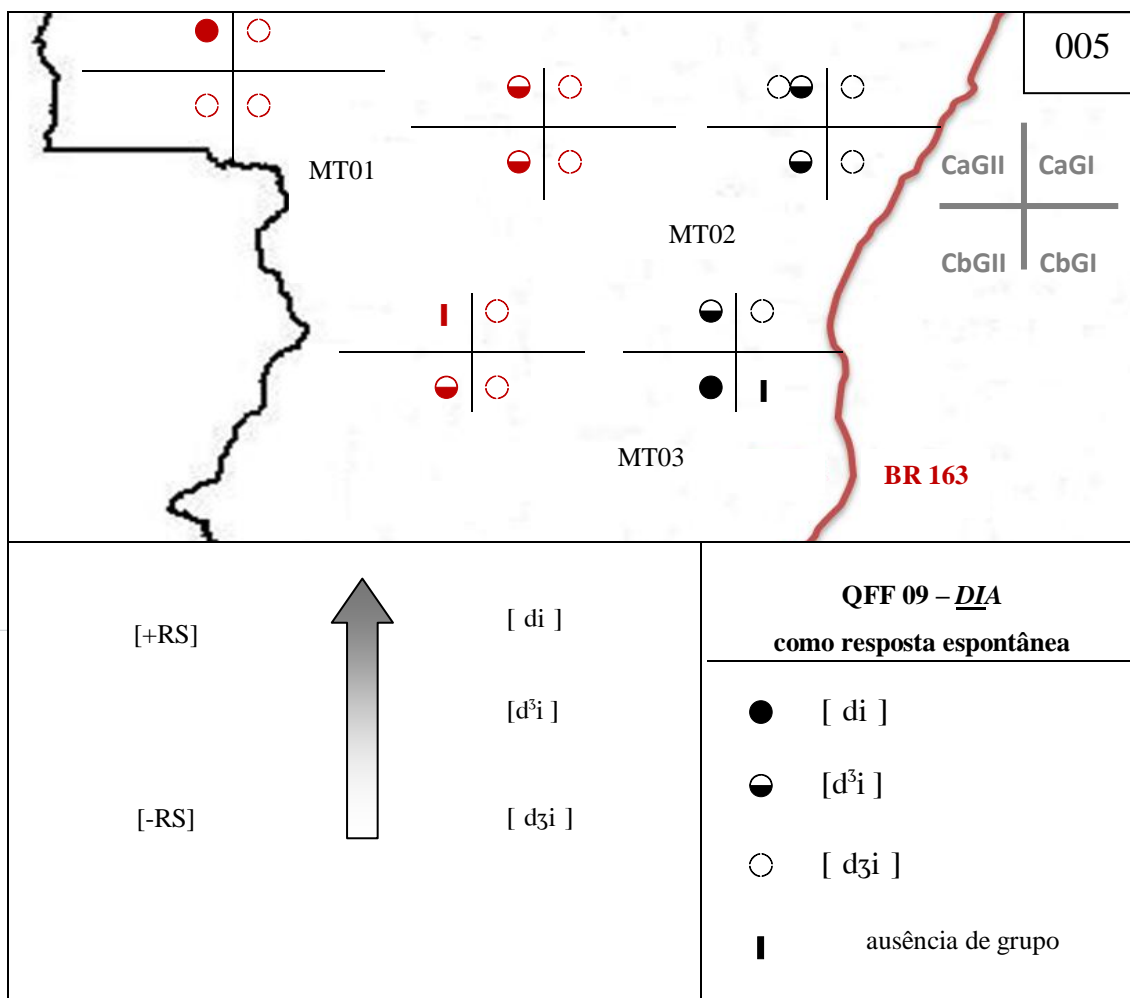 005
MT01
CaGII CaGI
MT02
CbGII CbGI
MT03
BR 163
[+RS]
[ di ]
[dᶾi ]
[-RS]
[ dʒi ]
QFF 09 – DIA
como resposta espontânea
[ di ]
[dᶾi ]
[ dʒi ]
ausência de grupo